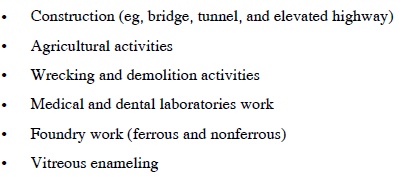 • Construction (eg, bridge, tunnel, and elevated highway)
• Agricultural activities
• Wrecking and demolition activities
• Medical and dental laboratories work
• Foundry work (ferrous and nonferrous)
• Vitreous enameling